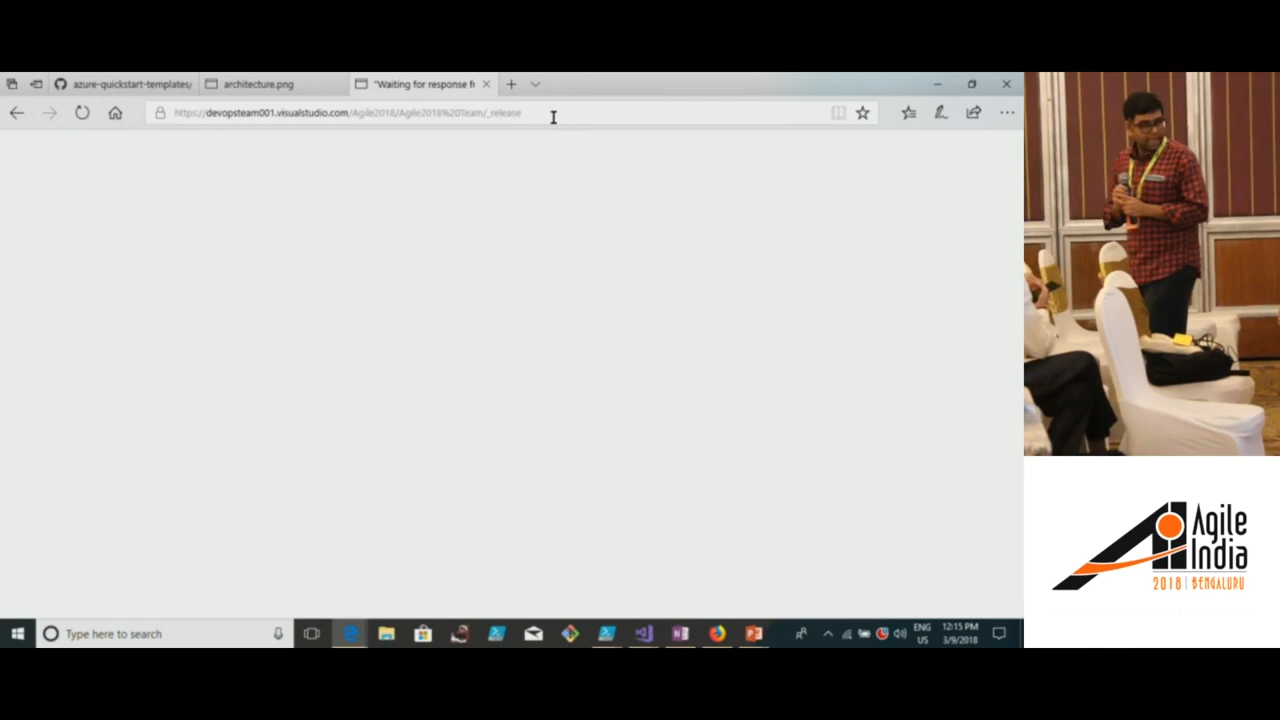 azure-quickstart-templates/
architecture.png
"Waiting for response fr
https://devopsteam001.visualstudio.com/Agile2018/Agile2018%20Team/_release
Type here to search
ENG
US
12:15 PM
3/9/2018
Agile
India
2018 | BENGALURU